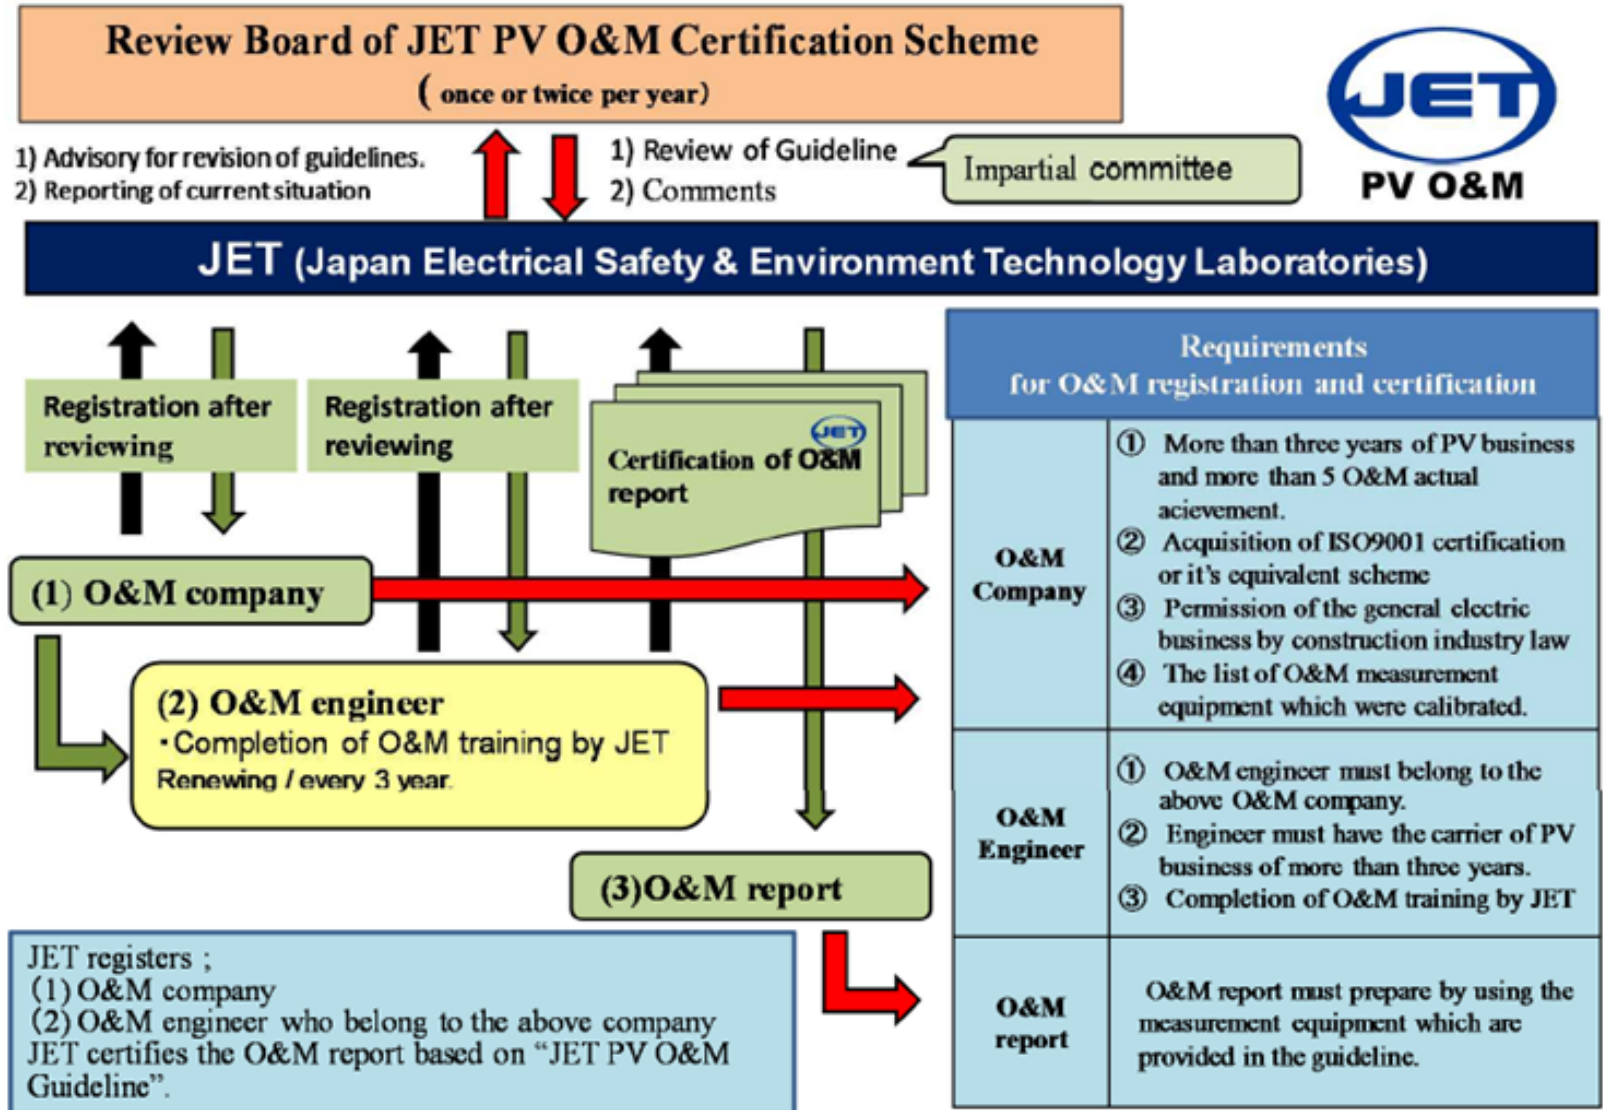 Review Board of JET PV O&M Certification Scheme
( once or twice per year)
JET
PV O&M
1) Advisory for revision of guidelines.
2) Reporting of current situation
1) Review of Guideline
2) Comments
Impartial committee
JET (Japan Electrical Safety & Environment Technology Laboratories)
Registration after
reviewing
Registration after
reviewing
JET
Certification of O&M
report
(1) O&M company
(2) O&M engineer
・Completion of O&M training by JET
Renewing / every 3 year.
(3)O&M report
JET registers ;
(1) O&M company
(2) O&M engineer who belong to the above company
JET certifies the O&M report based on “JET PV O&M
Guideline”.
Requirements
for O&M registration and certification
O&M
Company
① More than three years of PV business
and more than 5 O&M actual
acievement.
② Acquisition of ISO9001 certification
or it’s equivalent scheme
③ Permission of the general electric
business by construction industry law
④ The list of O&M measurement
equipment which were calibrated.
O&M
Engineer
① O&M engineer must belong to the
above O&M company.
② Engineer must have the carrier of PV
business of more than three years.
③ Completion of O&M training by JET
O&M
report
O&M report must prepare by using the
measurement equipment which are
provided in the guideline.